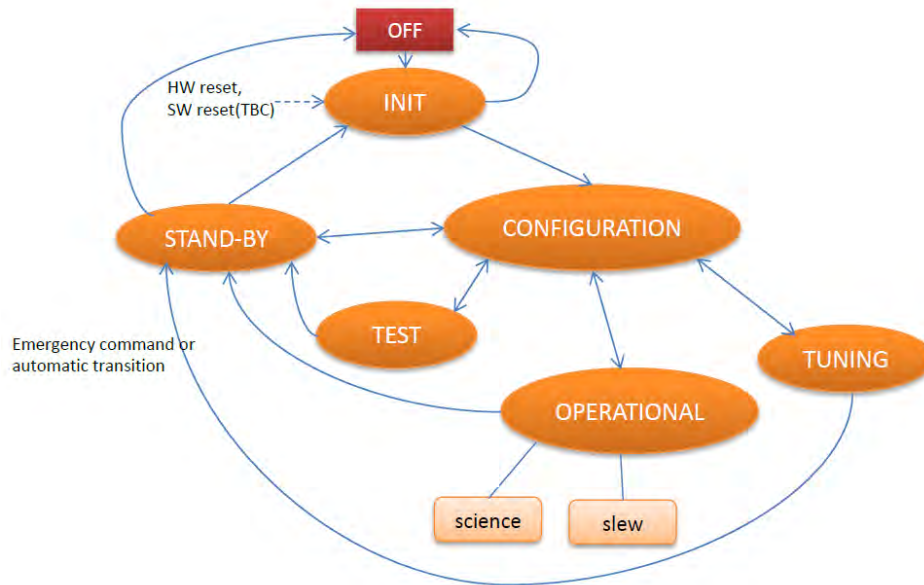 OFF
HW reset,
SW reset(TBC)
INIT
STAND-BY
CONFIGURATION
TEST
Emergency command or
automatic transition
TUNING
OPERATIONAL
science
slew